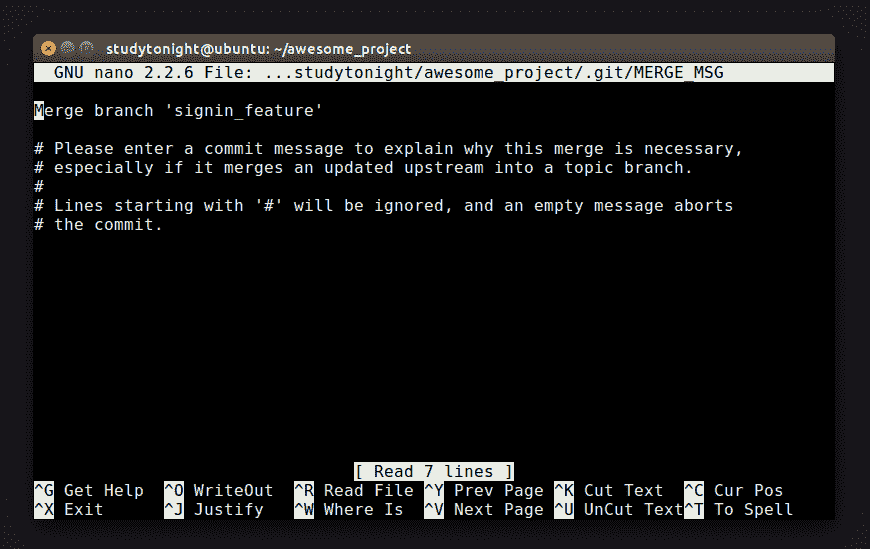 studytonight@ubuntu: ~/awesome_project
GNU nano 2.2.6 File: ...studytonight/awesome_project/.git/MERGE_MSG
Merge branch 'signin_feature'
# Please enter a commit message to explain why this merge is necessary,
# especially if it merges an updated upstream into a topic branch.
#
# Lines starting with '#' will be ignored, and an empty message aborts
# the commit.
[ Read 7 lines ]
^G Get Help ^O WriteOut ^R Read File ^Y Prev Page ^K Cut Text ^C Cur Pos
^X Exit ^J Justify ^W Where Is ^V Next Page ^U UnCut Text ^T To Spell